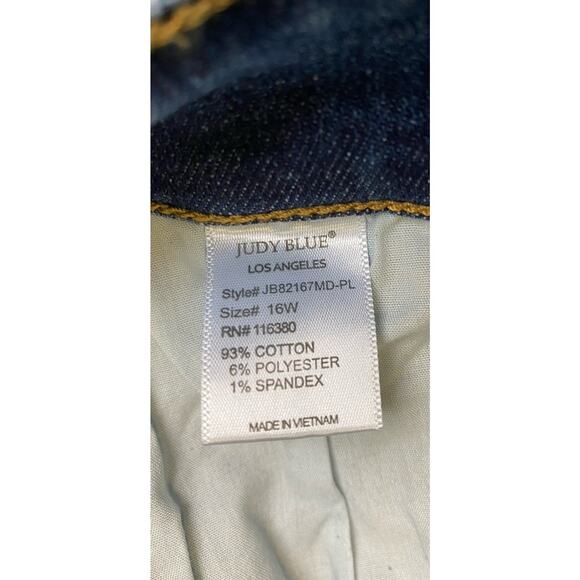 JUDY BLUE®
LOS ANGELES
Style# JB82167MD-PL
Size# 16W
RN# 116380
93% COTTON
6% POLYESTER
1% SPANDEX
MADE IN VIETNAM